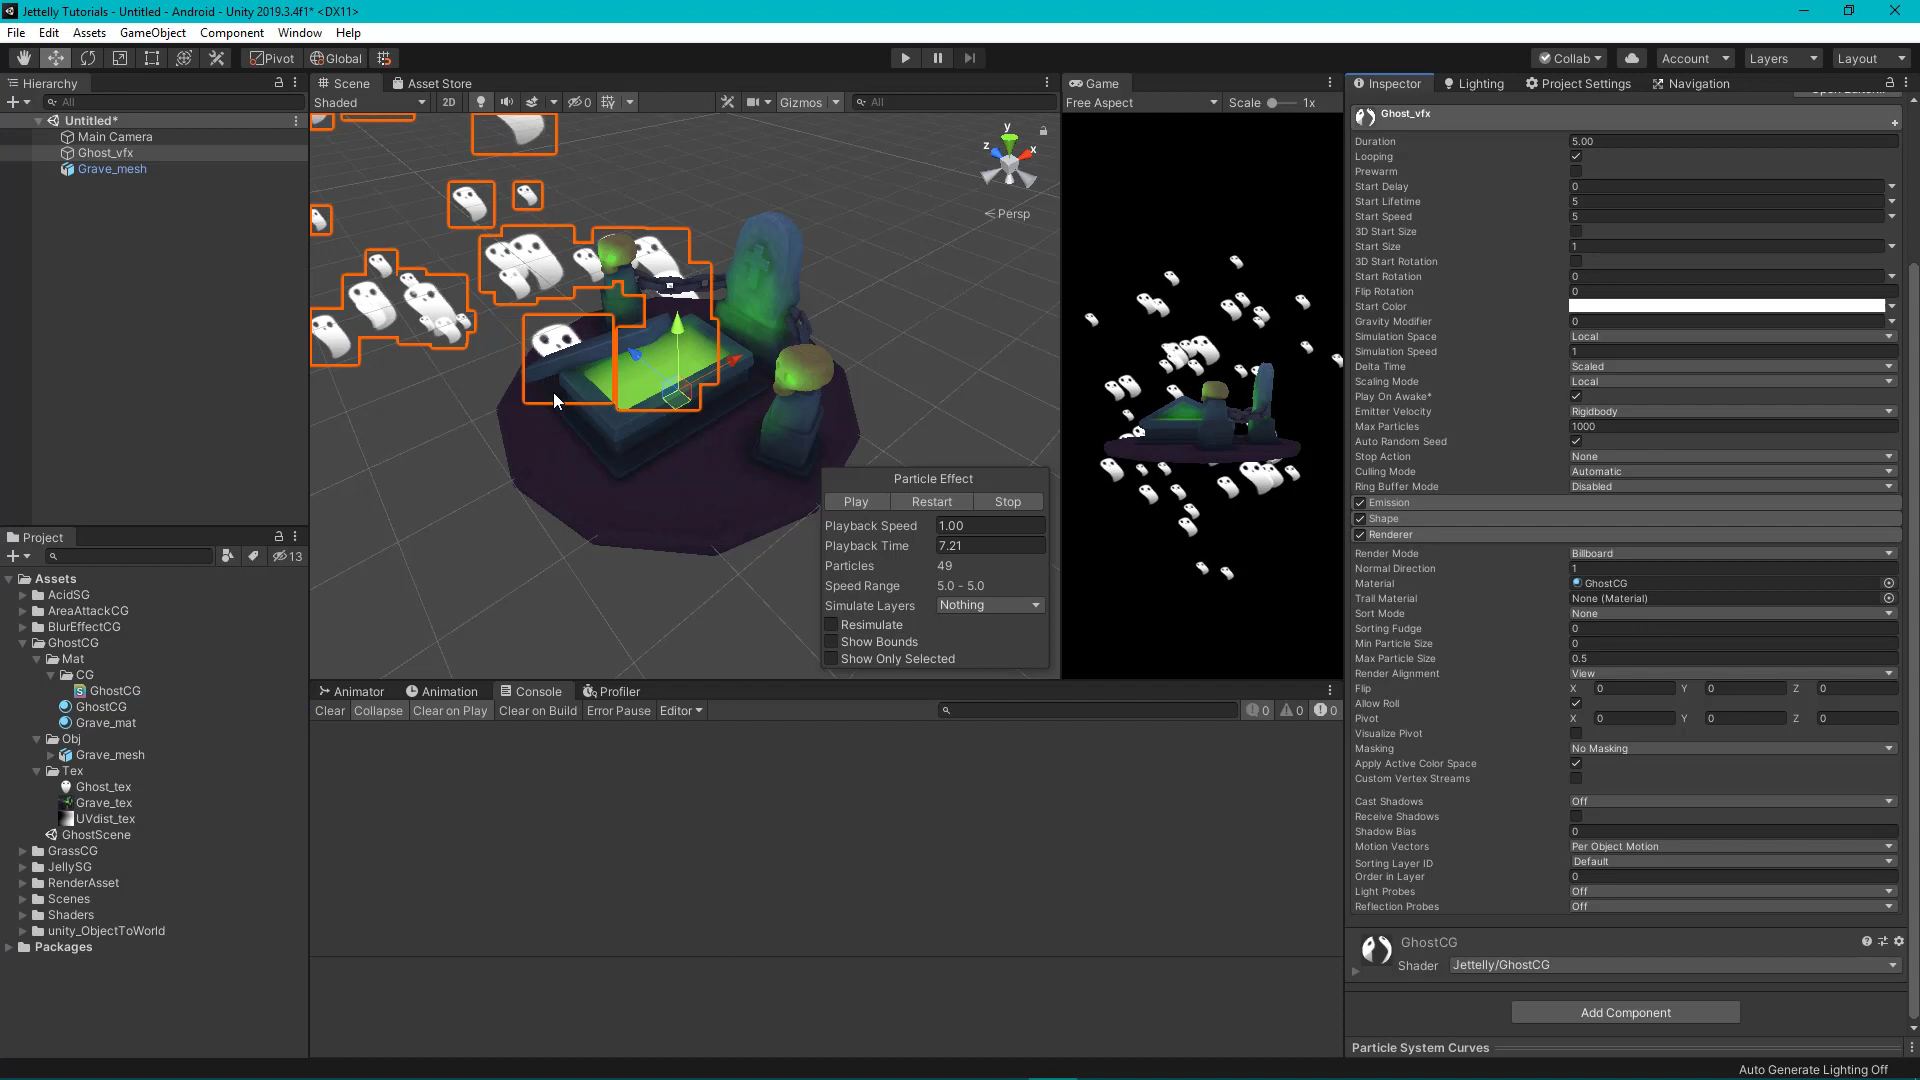 Jettelly Tutorials - Untitled - Android - Unity 2019.3.4f1* <DX11>
File Edit Assets GameObject Component Window Help
Pivot Global Collab Account Layers Layout
Hierarchy
All
Untitled*
Main Camera
Ghost_vfx
Grave_mesh
Scene Asset Store
Shaded 2D 0 Gizmos All
y
z x
Persp
Particle Effect
Play Restart Stop
Playback Speed 1.00
Playback Time 7.21
Particles 49
Speed Range 5.0 - 5.0
Simulate Layers Nothing
Resimulate
Show Bounds
Show Only Selected
Game
Free Aspect Scale 1x
Project
13
Assets
AcidSG
AreaAttackCG
BlurEffectCG
GhostCG
Mat
CG
GhostCG
GhostCG
Grave_mat
Obj
Grave_mesh
Tex
Ghost_tex
Grave_tex
UVdist_tex
GhostScene
GrassCG
JellySG
RenderAsset
Scenes
Shaders
unity_ObjectToWorld
Packages
Animator Animation Console Profiler
Clear Collapse Clear on Play Clear on Build Error Pause Editor 0 0 0
Inspector Lighting Project Settings Navigation
Ghost_vfx
Duration 5.00
Looping
Prewarm
Start Delay 0
Start Lifetime 5
Start Speed 5
3D Start Size
Start Size 1
3D Start Rotation
Start Rotation 0
Flip Rotation 0
Start Color
Gravity Modifier 0
Simulation Space Local
Simulation Speed 1
Delta Time Scaled
Scaling Mode Local
Play On Awake*
Emitter Velocity Rigidbody
Max Particles 1000
Auto Random Seed
Stop Action None
Culling Mode Automatic
Ring Buffer Mode Disabled
Emission
Shape
Renderer
Render Mode Billboard
Normal Direction 1
Material GhostCG
Trail Material None (Material)
Sort Mode None
Sorting Fudge 0
Min Particle Size 0
Max Particle Size 0.5
Render Alignment View
Flip X 0 Y 0 Z 0
Allow Roll
Pivot X 0 Y 0 Z 0
Visualize Pivot
Masking No Masking
Apply Active Color Space
Custom Vertex Streams
Cast Shadows Off
Receive Shadows
Shadow Bias 0
Motion Vectors Per Object Motion
Sorting Layer ID Default
Order in Layer 0
Light Probes Off
Reflection Probes Off
GhostCG
Shader Jettelly/GhostCG
Add Component
Particle System Curves
Auto Generate Lighting Off